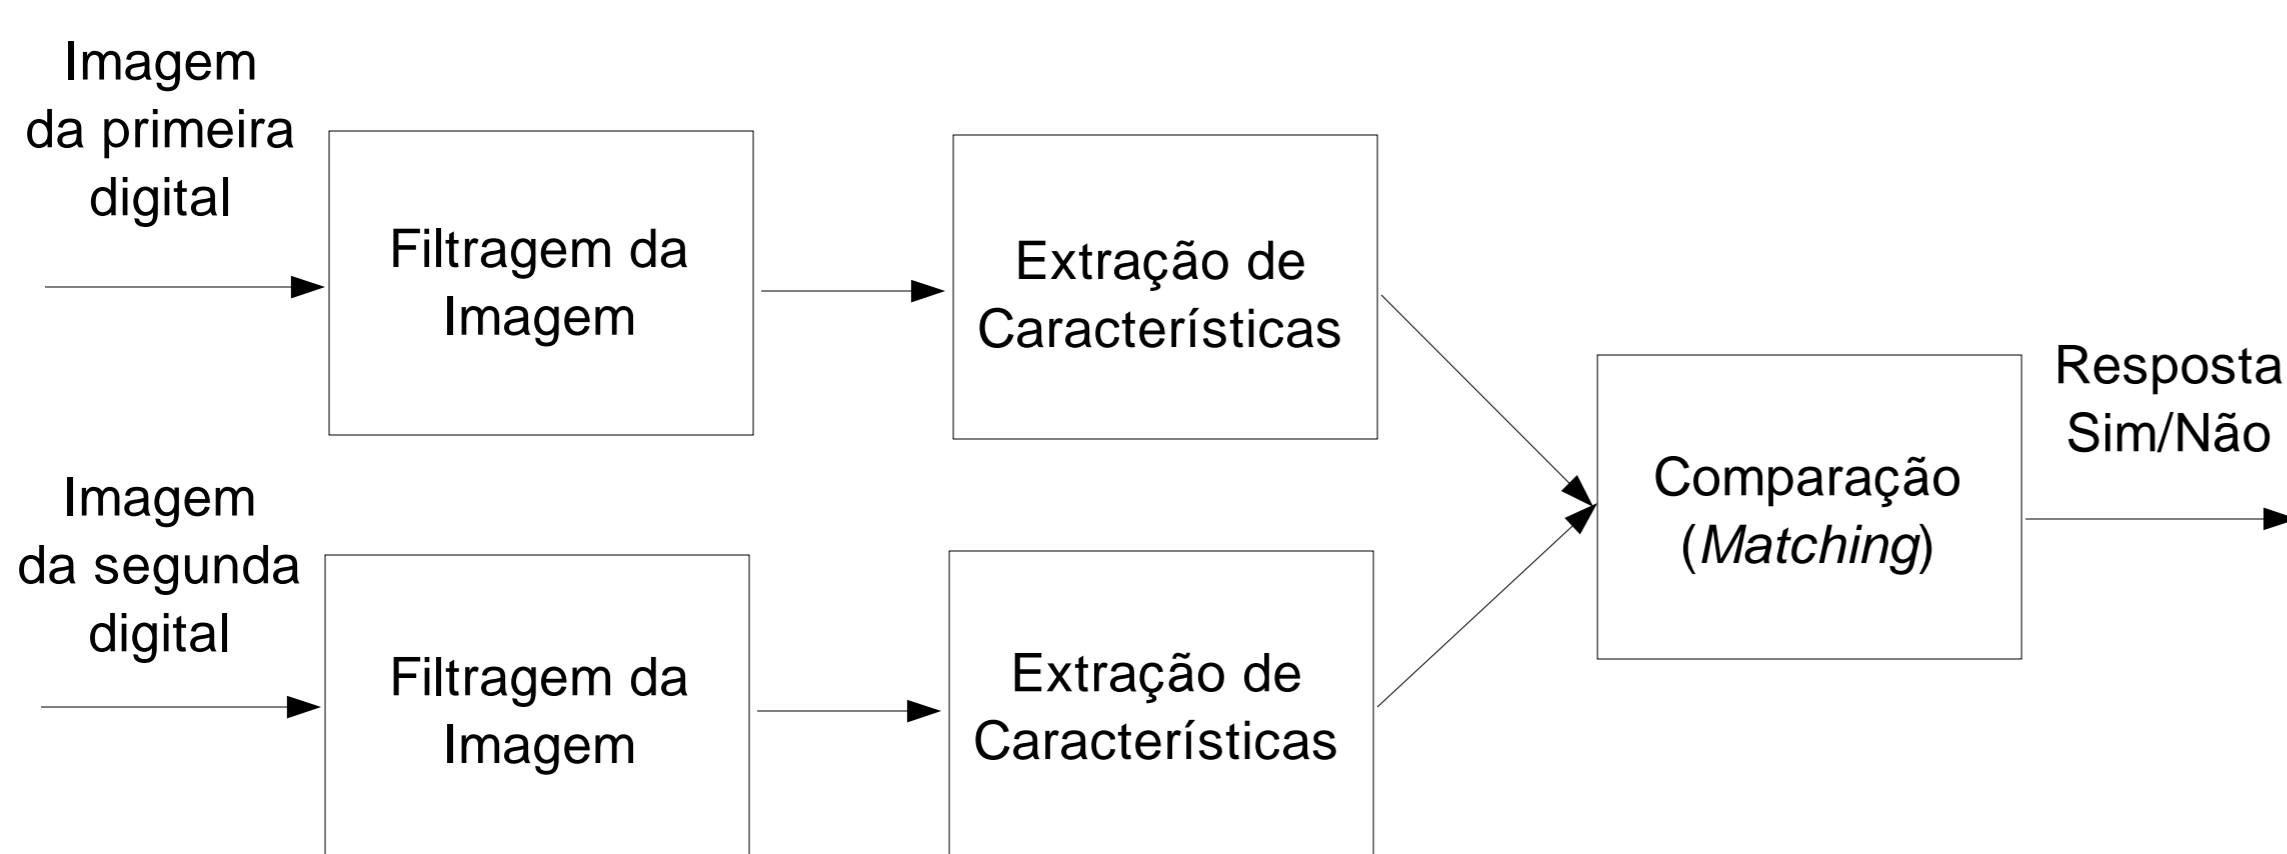 Imagem
da primeira
digital
Filtragem da
Imagem
Extração de
Características
Imagem
da segunda
digital
Filtragem da
Imagem
Extração de
Características
Comparação
(Matching)
Resposta
Sim/Não